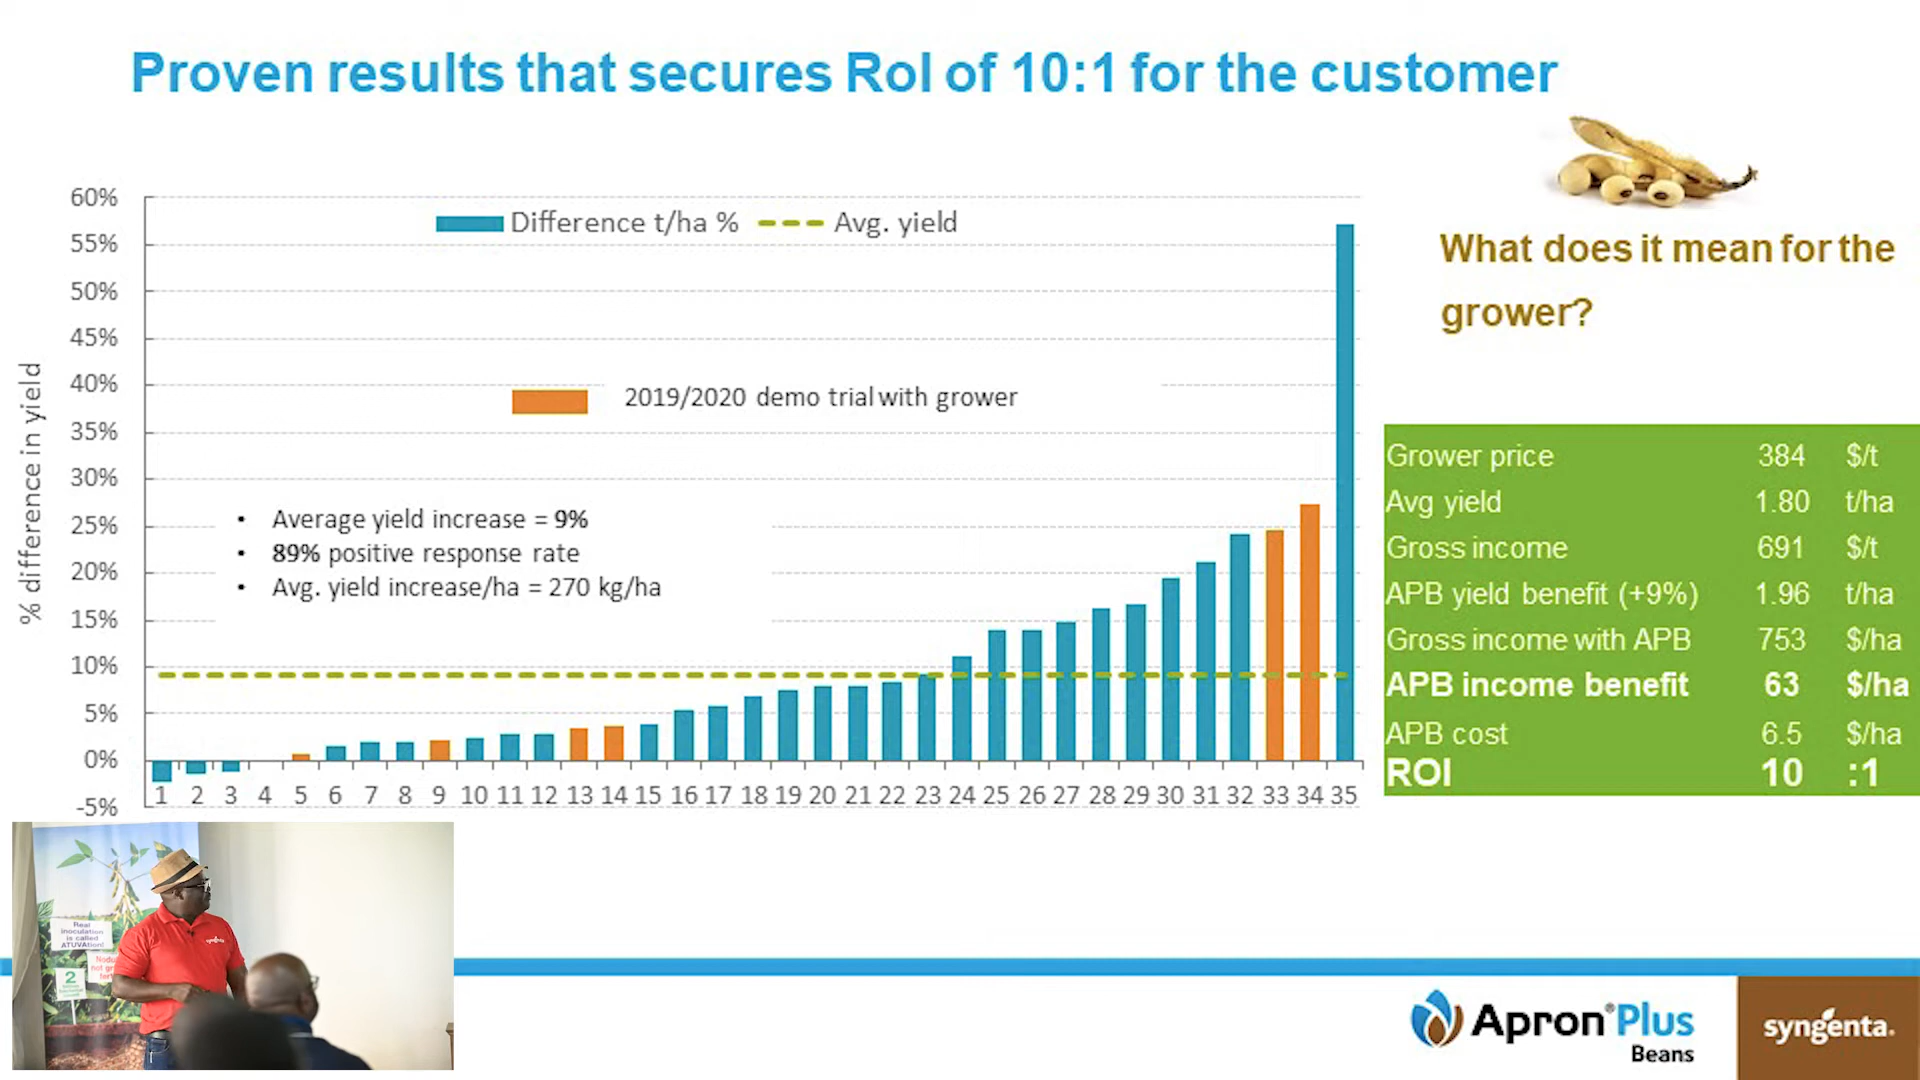 Proven results that secures RoI of 10:1 for the customer
60%
55%
50%
45%
40%
35%
30%
25%
20%
15%
10%
5%
0%
-5%
% difference in yield
Difference t/ha % Avg. yield
2019/2020 demo trial with grower
• Average yield increase = 9%
• 89% positive response rate
• Avg. yield increase/ha = 270 kg/ha
1 2 3 4 5 6 7 8 9 10 11 12 13 14 15 16 17 18 19 20 21 22 23 24 25 26 27 28 29 30 31 32 33 34 35
What does it mean for the
grower?
Grower price 384 $/t
Avg yield 1.80 t/ha
Gross income 691 $/t
APB yield benefit (+9%) 1.96 t/ha
Gross income with APB 753 $/ha
APB income benefit 63 $/ha
APB cost 6.5 $/ha
ROI 10 :1
Real
inoculation
is called
ATUVAtion!
2
syngenta
Apron® Plus
Beans
syngenta.